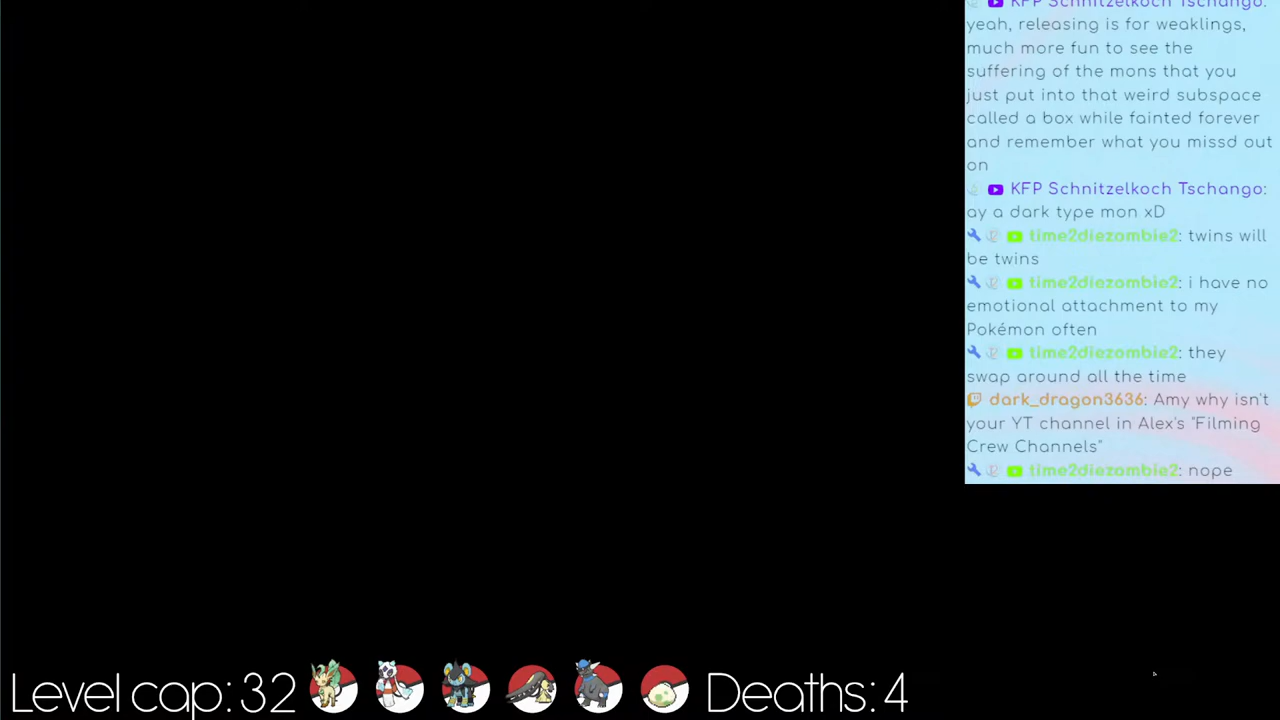 KFP Schnitzelkoch Tschango:
yeah, releasing is for weaklings,
much more fun to see the
suffering of the mons that you
just put into that weird subspace
called a box while fainted forever
and remember what you missd out
on
KFP Schnitzelkoch Tschango:
ay a dark type mon xD
time2diezombie2: twins will
be twins
time2diezombie2: i have no
emotional attachment to my
Pokémon often
time2diezombie2: they
swap around all the time
dark_dragon3636: Amy why isn't
your YT channel in Alex's "Filming
Crew Channels"
time2diezombie2: nope
Level cap: 32 Deaths: 4